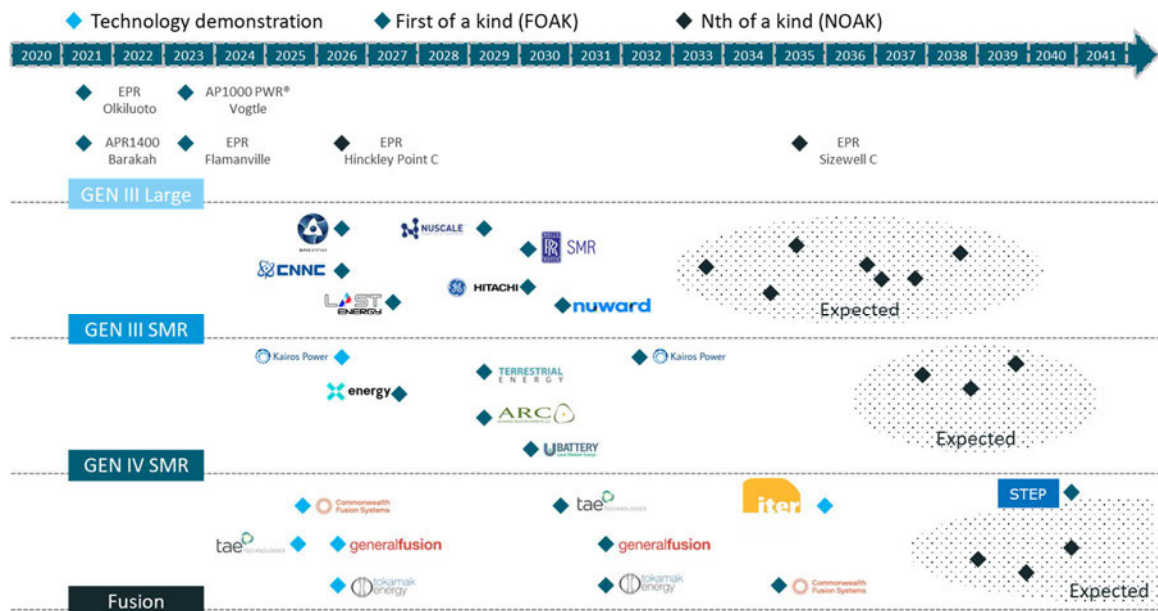 Technology demonstration
First of a kind (FOAK)
Nth of a kind (NOAK)
2020 2021 2022 2023 2024 2025 2026 2027 2028 2029 2030 2031 2032 2033 2034 2035 2036 2037 2038 2039 2040 2041
EPR
Olkiluoto
AP1000 PWR®
Vogtle
APR1400
Barakah
EPR
Flamanville
EPR
Hinckley Point C
EPR
Sizewell C
GEN III Large
NUSCALE
RR
SMR
CNNC
HITACHI
LAST
ENERGY
nuward
Expected
GEN III SMR
Kairos Power
Kairos Power
TERRESTRIAL
ENERGY
X energy
ARC
U BATTERY
Expected
GEN IV SMR
Commonwealth
Fusion Systems
tae
TECHNOLOGIES
iter
STEP
tae
TECHNOLOGIES
generalfusion
generalfusion
tokamak
energy
tokamak
energy
Commonwealth
Fusion Systems
Expected
Fusion